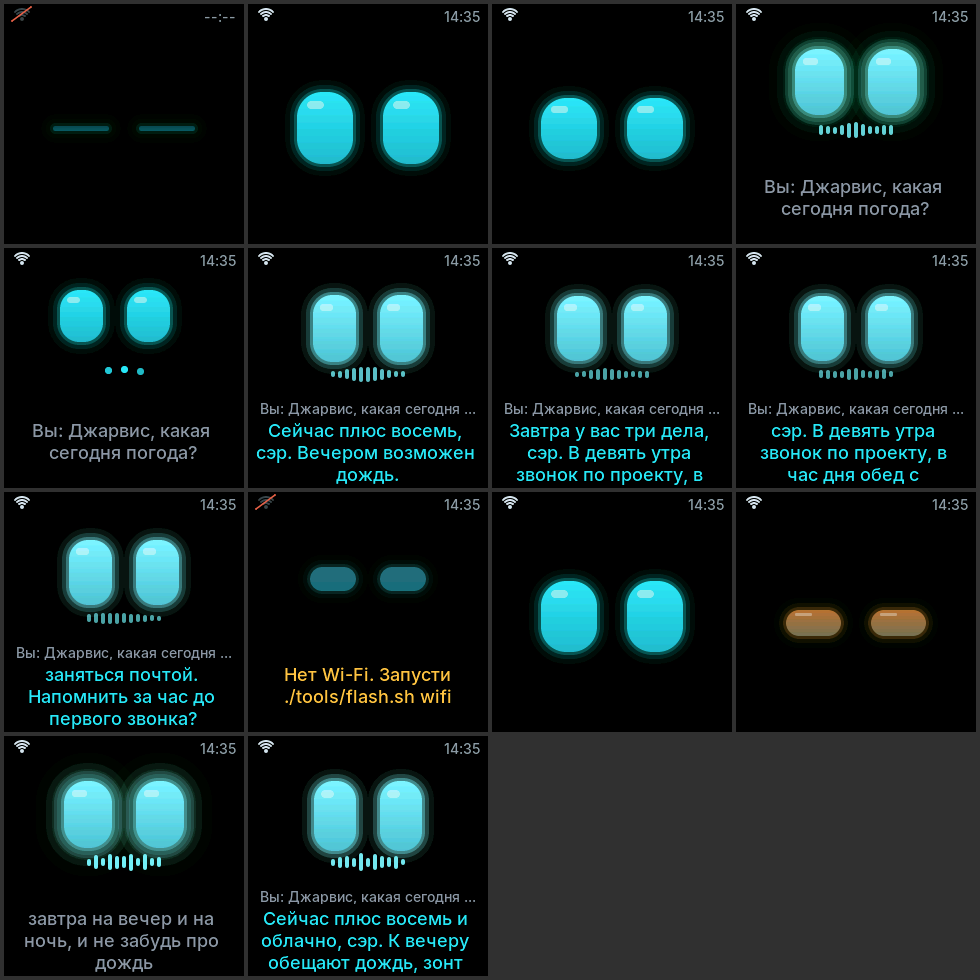 --:--
14:35
14:35
14:35
Вы: Джарвис, какая
сегодня погода?
14:35
Вы: Джарвис, какая
сегодня погода?
14:35
Вы: Джарвис, какая сегодня ...
Сейчас плюс восемь,
сэр. Вечером возможен
дождь.
14:35
Вы: Джарвис, какая сегодня ...
Завтра у вас три дела,
сэр. В девять утра
звонок по проекту, в
14:35
Вы: Джарвис, какая сегодня ...
сэр. В девять утра
звонок по проекту, в
час дня обед с
14:35
Вы: Джарвис, какая сегодня ...
заняться почтой.
Напомнить за час до
первого звонка?
14:35
Нет Wi-Fi. Запусти
./tools/flash.sh wifi
14:35
14:35
14:35
завтра на вечер и на
ночь, и не забудь про
дождь
14:35
Вы: Джарвис, какая сегодня ...
Сейчас плюс восемь и
облачно, сэр. К вечеру
обещают дождь, зонт